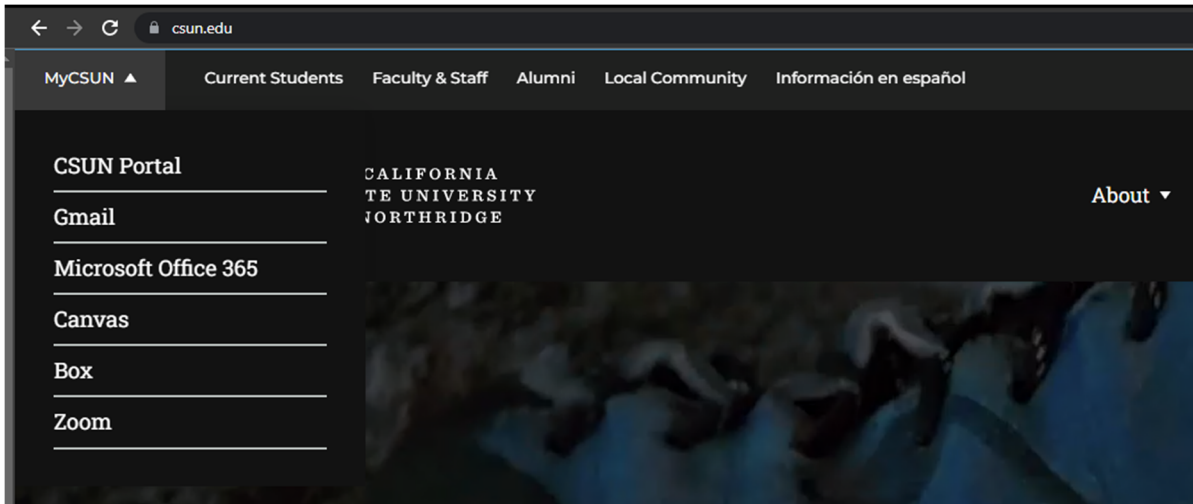 csun.edu
MyCSUN ▲ Current Students Faculty & Staff Alumni Local Community Información en español
CSUN Portal
Gmail
Microsoft Office 365
Canvas
Box
Zoom
CALIFORNIA
TE UNIVERSITY
NORTHRIDGE
About ▼